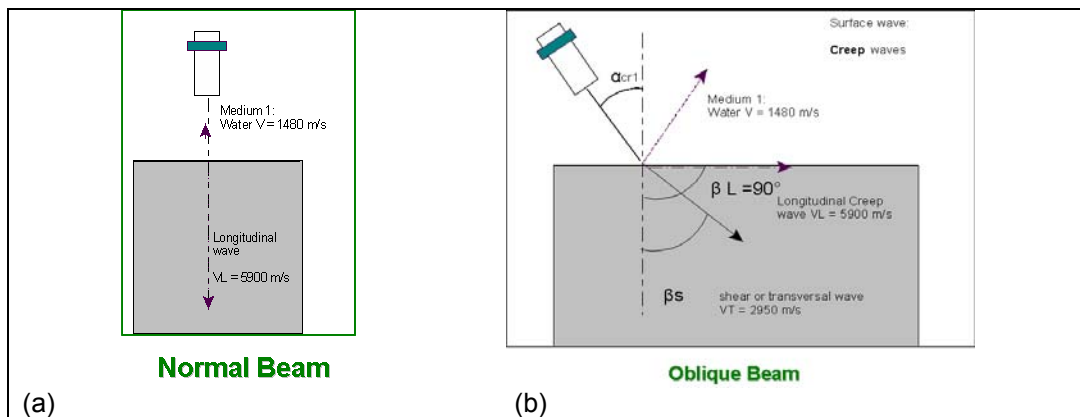 Medium 1:
Water V = 1480 m/s
Longitudinal
wave
VL = 5900 m/s
Normal Beam
(a)
Surface wave:
Creep waves
αcr1
Medium 1:
Water V = 1480 m/s
β L =90°
Longitudinal Creep
wave VL = 5900 m/s
βs
shear or transversal wave
VT = 2950 m/s
Oblique Beam
(b)